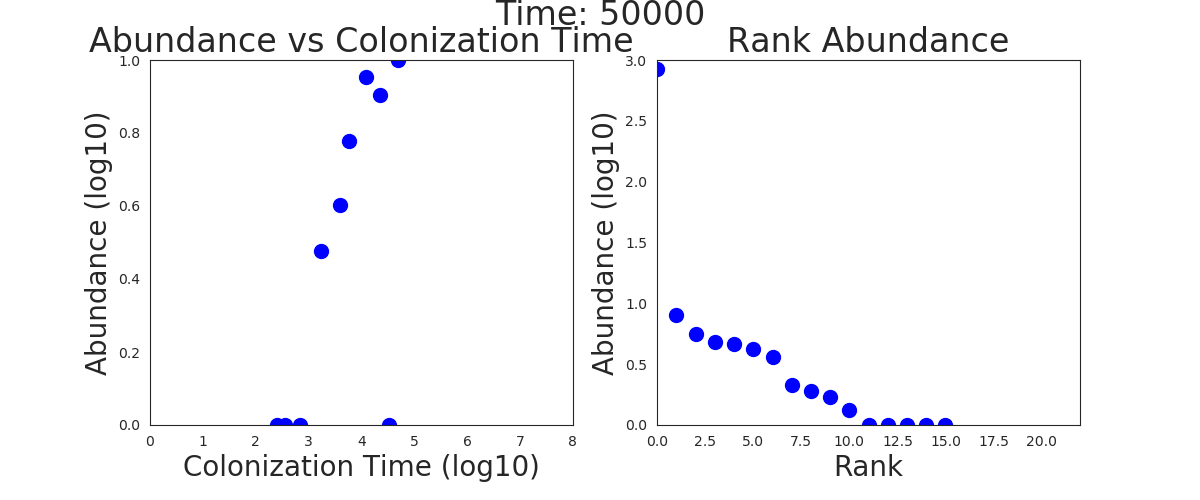 Time: 50000
Abundance vs Colonization Time
Rank Abundance
1.0
0.8
0.6
0.4
0.2
0.0
Abundance (log10)
0 1 2 3 4 5 6 7 8
Colonization Time (log10)
3.0
2.5
2.0
1.5
1.0
0.5
0.0
Abundance (log10)
0.0 2.5 5.0 7.5 10.0 12.5 15.0 17.5 20.0
Rank